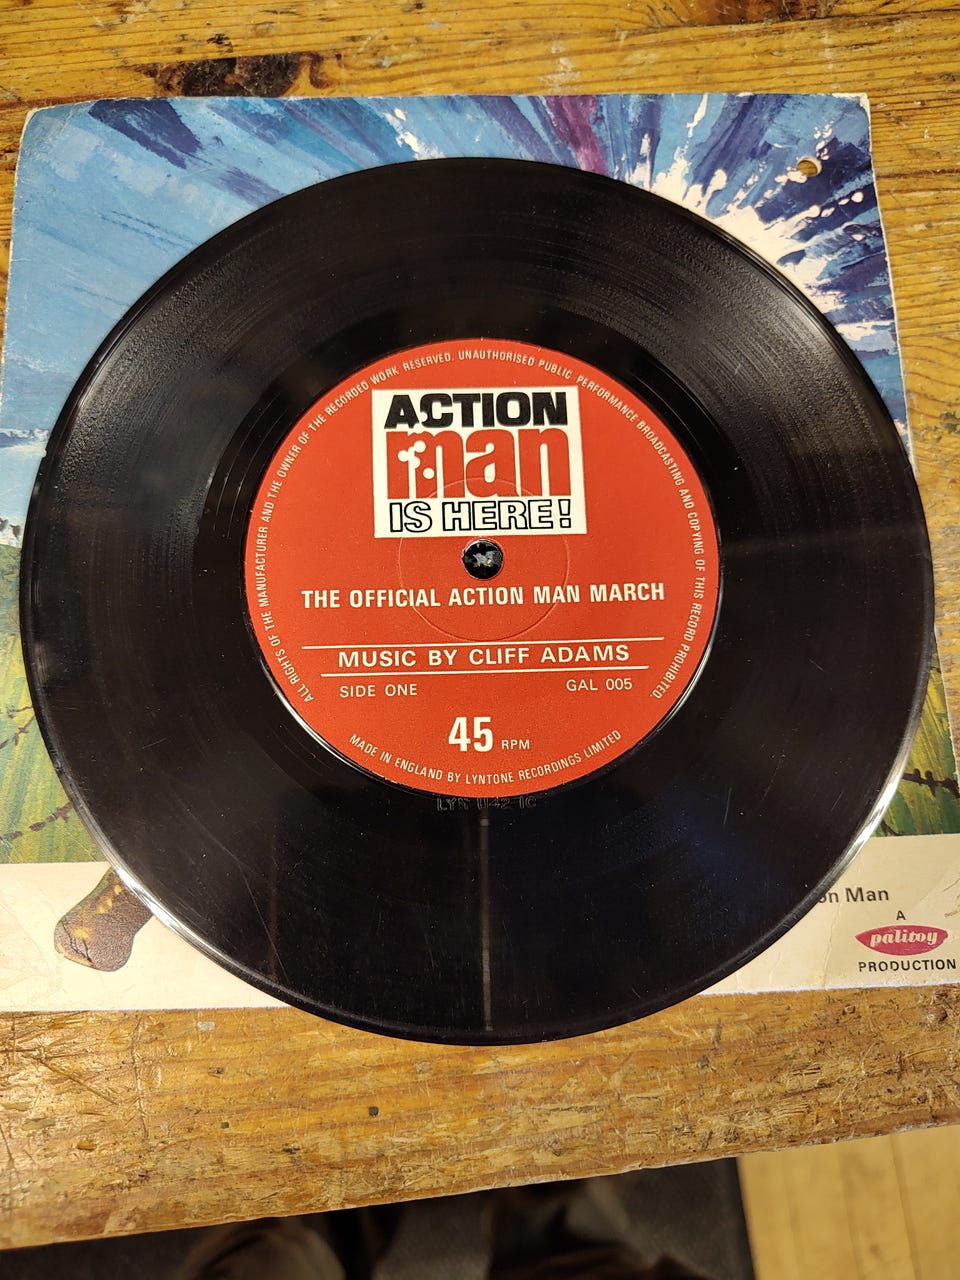 ALL RIGHTS OF THE MANUFACTURER AND THE OWNER OF THE RECORDED WORK RESERVED. UNAUTHORISED PUBLIC PERFORMANCE BROADCASTING AND COPYING OF THIS RECORD PROHIBITED
ACTION
man
IS HERE!
THE OFFICIAL ACTION MAN MARCH
MUSIC BY CLIFF ADAMS
SIDE ONE GAL 005
45 RPM
MADE IN ENGLAND BY LYNTONE RECORDINGS LIMITED
Man
A
palitoy
PRODUCTION